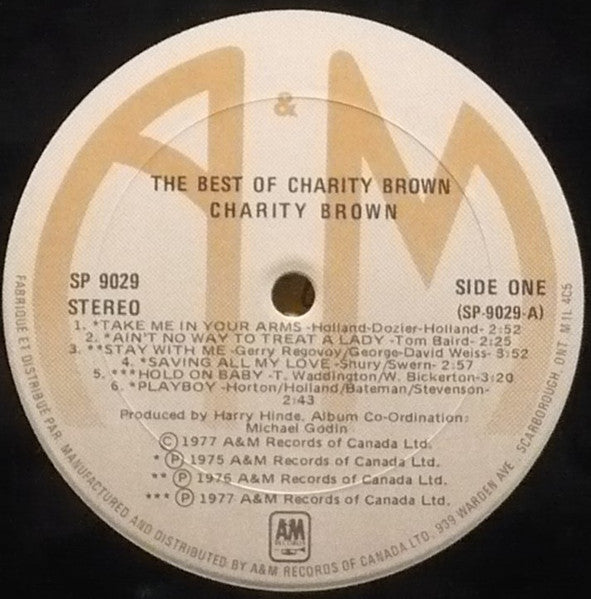 A&M
THE BEST OF CHARITY BROWN
CHARITY BROWN
SP 9029
STEREO
SIDE ONE
(SP-9029-A)
1. *TAKE ME IN YOUR ARMS -Holland-Dozier-Holland- 2:52
2. *AIN'T NO WAY TO TREAT A LADY -Tom Baird- 2:25
3. **STAY WITH ME -Gerry Regovoy/George-David Weiss- 3:52
4. *SAVING ALL MY LOVE -Shury/Swern- 2:57
5. ***HOLD ON BABY -T. Waddington/W. Bickerton-3:20
6. *PLAYBOY -Horton/Holland/Bateman/Stevenson-
2:43
Produced by Harry Hinde. Album Co-Ordination:
Michael Godin
Ⓒ 1977 A&M Records of Canada Ltd.
* Ⓟ 1975 A&M Records of Canada Ltd.
** Ⓟ 1976 A&M Records of Canada Ltd.
*** Ⓟ 1977 A&M Records of Canada Ltd.
AM
RECORDS
FABRIQUE ET DISTRIBUE PAR · MANUFACTURED AND DISTRIBUTED BY A&M RECORDS OF CANADA LTD. 939 WARDEN AVE. SCARBOROUGH, ONT M1L 4C5